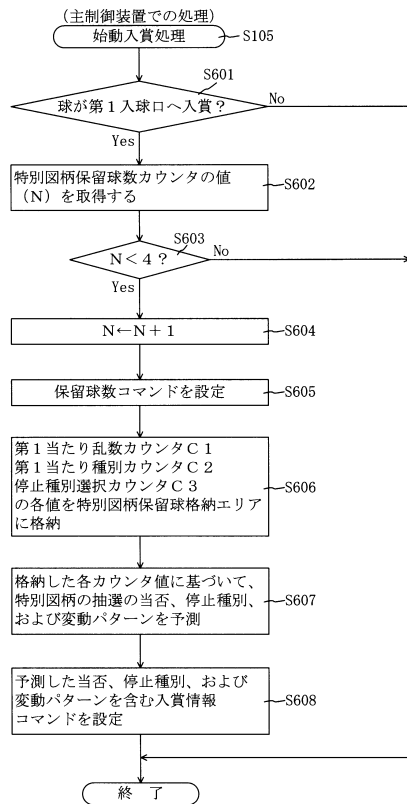 (主制御装置での処理)
始動入賞処理
S105
S601
球が第１入球口へ入賞？
No
Yes
特別図柄保留球数カウンタの値
（Ｎ）を取得する
S602
S603
Ｎ＜４？
No
Yes
Ｎ←Ｎ＋１
S604
保留球数コマンドを設定
S605
第１当たり乱数カウンタＣ１
第１当たり種別カウンタＣ２
停止種別選択カウンタＣ３
の各値を特別図柄保留球格納エリア
に格納
S606
格納した各カウンタ値に基づいて、
特別図柄の抽選の当否、停止種別、
および変動パターンを予測
S607
予測した当否、停止種別、および
変動パターンを含む入賞情報
コマンドを設定
S608
終 了